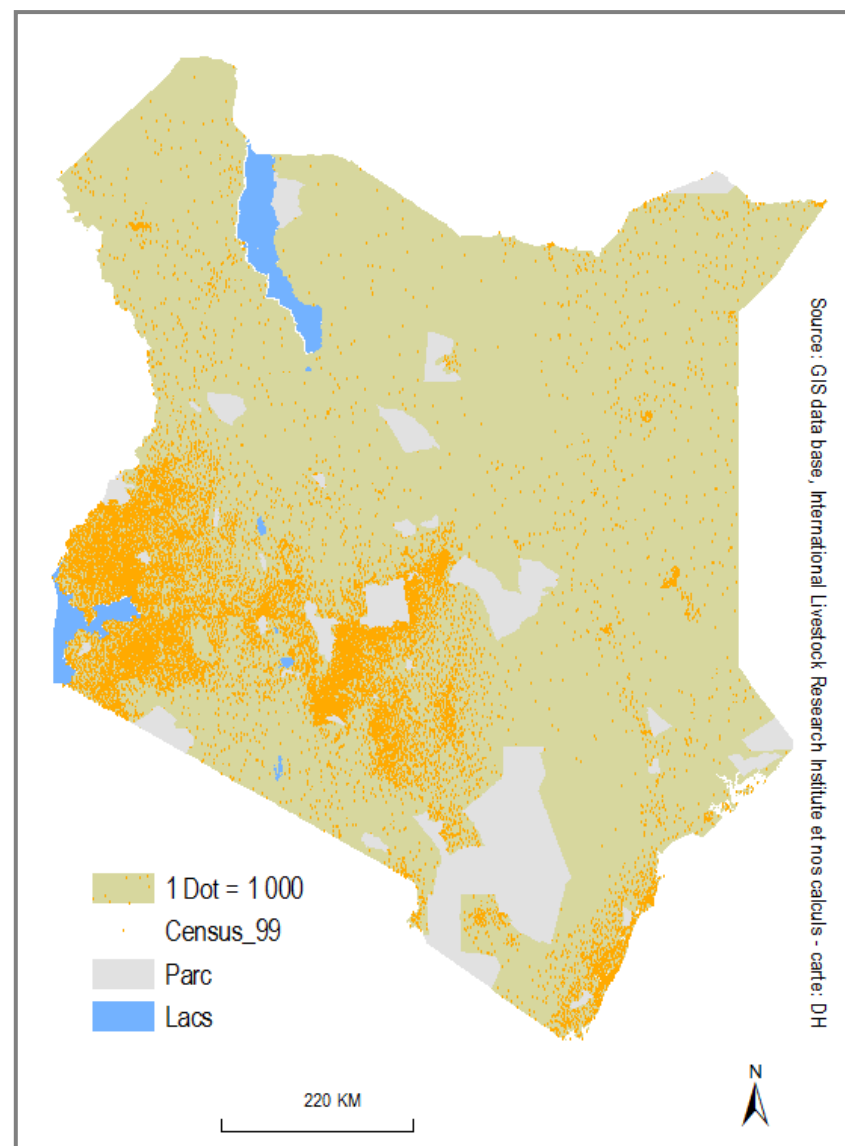 Source: GIS data base, International Livestock Research Institute et nos calculs - carte: DH
1 Dot = 1 000
Census_99
Parc
Lacs
220 KM
N